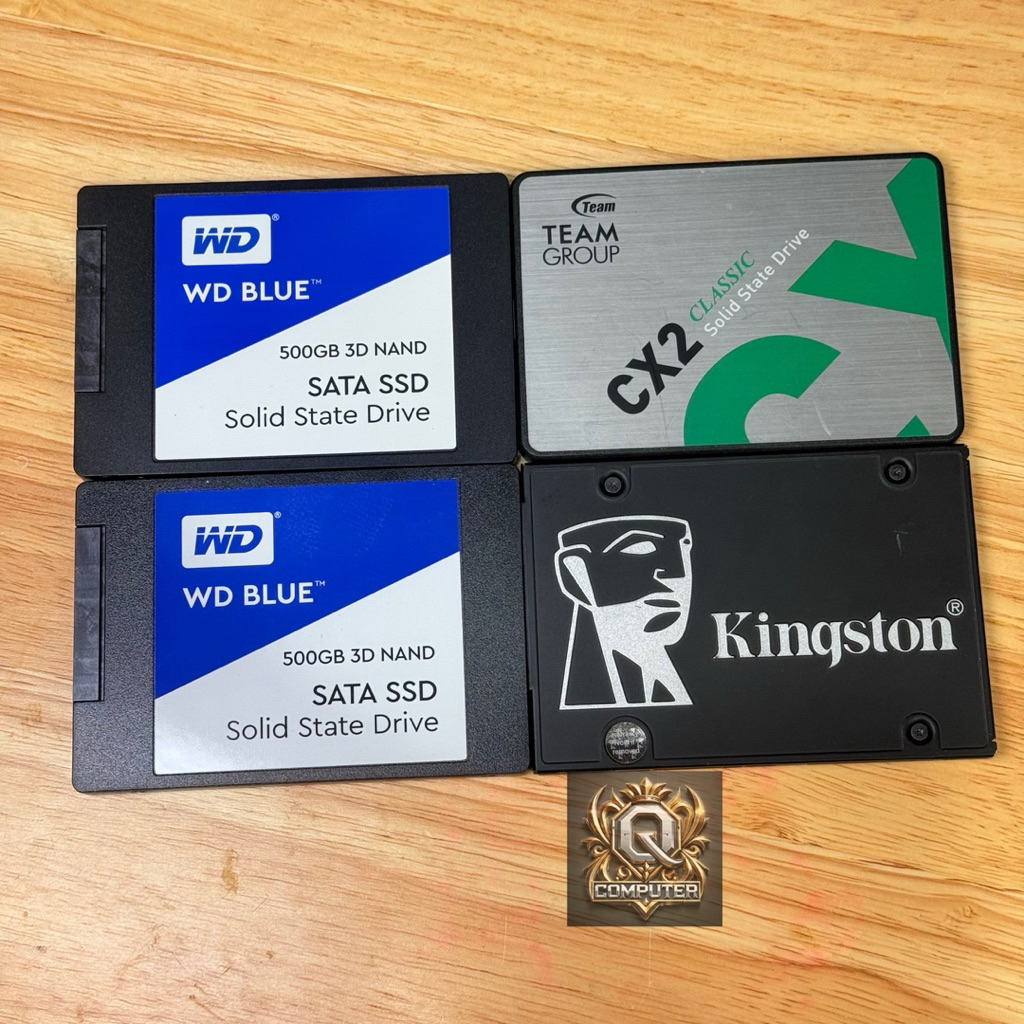 WD®
WD BLUE™
500GB 3D NAND
SATA SSD
Solid State Drive
Team
TEAM
GROUP
CX2 CLASSIC
Solid State Drive
WD®
WD BLUE™
500GB 3D NAND
SATA SSD
Solid State Drive
Kingston®
removed
Q
COMPUTER